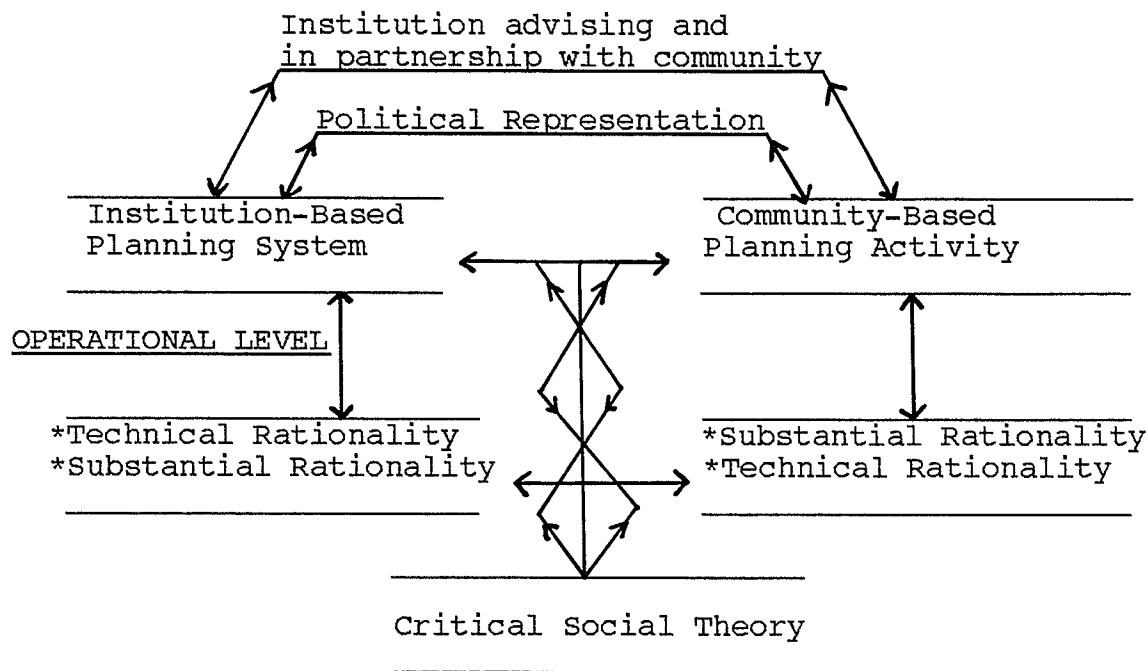 Institution advising and
in partnership with community
Political Representation
Institution-Based
Planning System
Community-Based
Planning Activity
OPERATIONAL LEVEL
*Technical Rationality
*Substantial Rationality
*Substantial Rationality
*Technical Rationality
Critical Social Theory